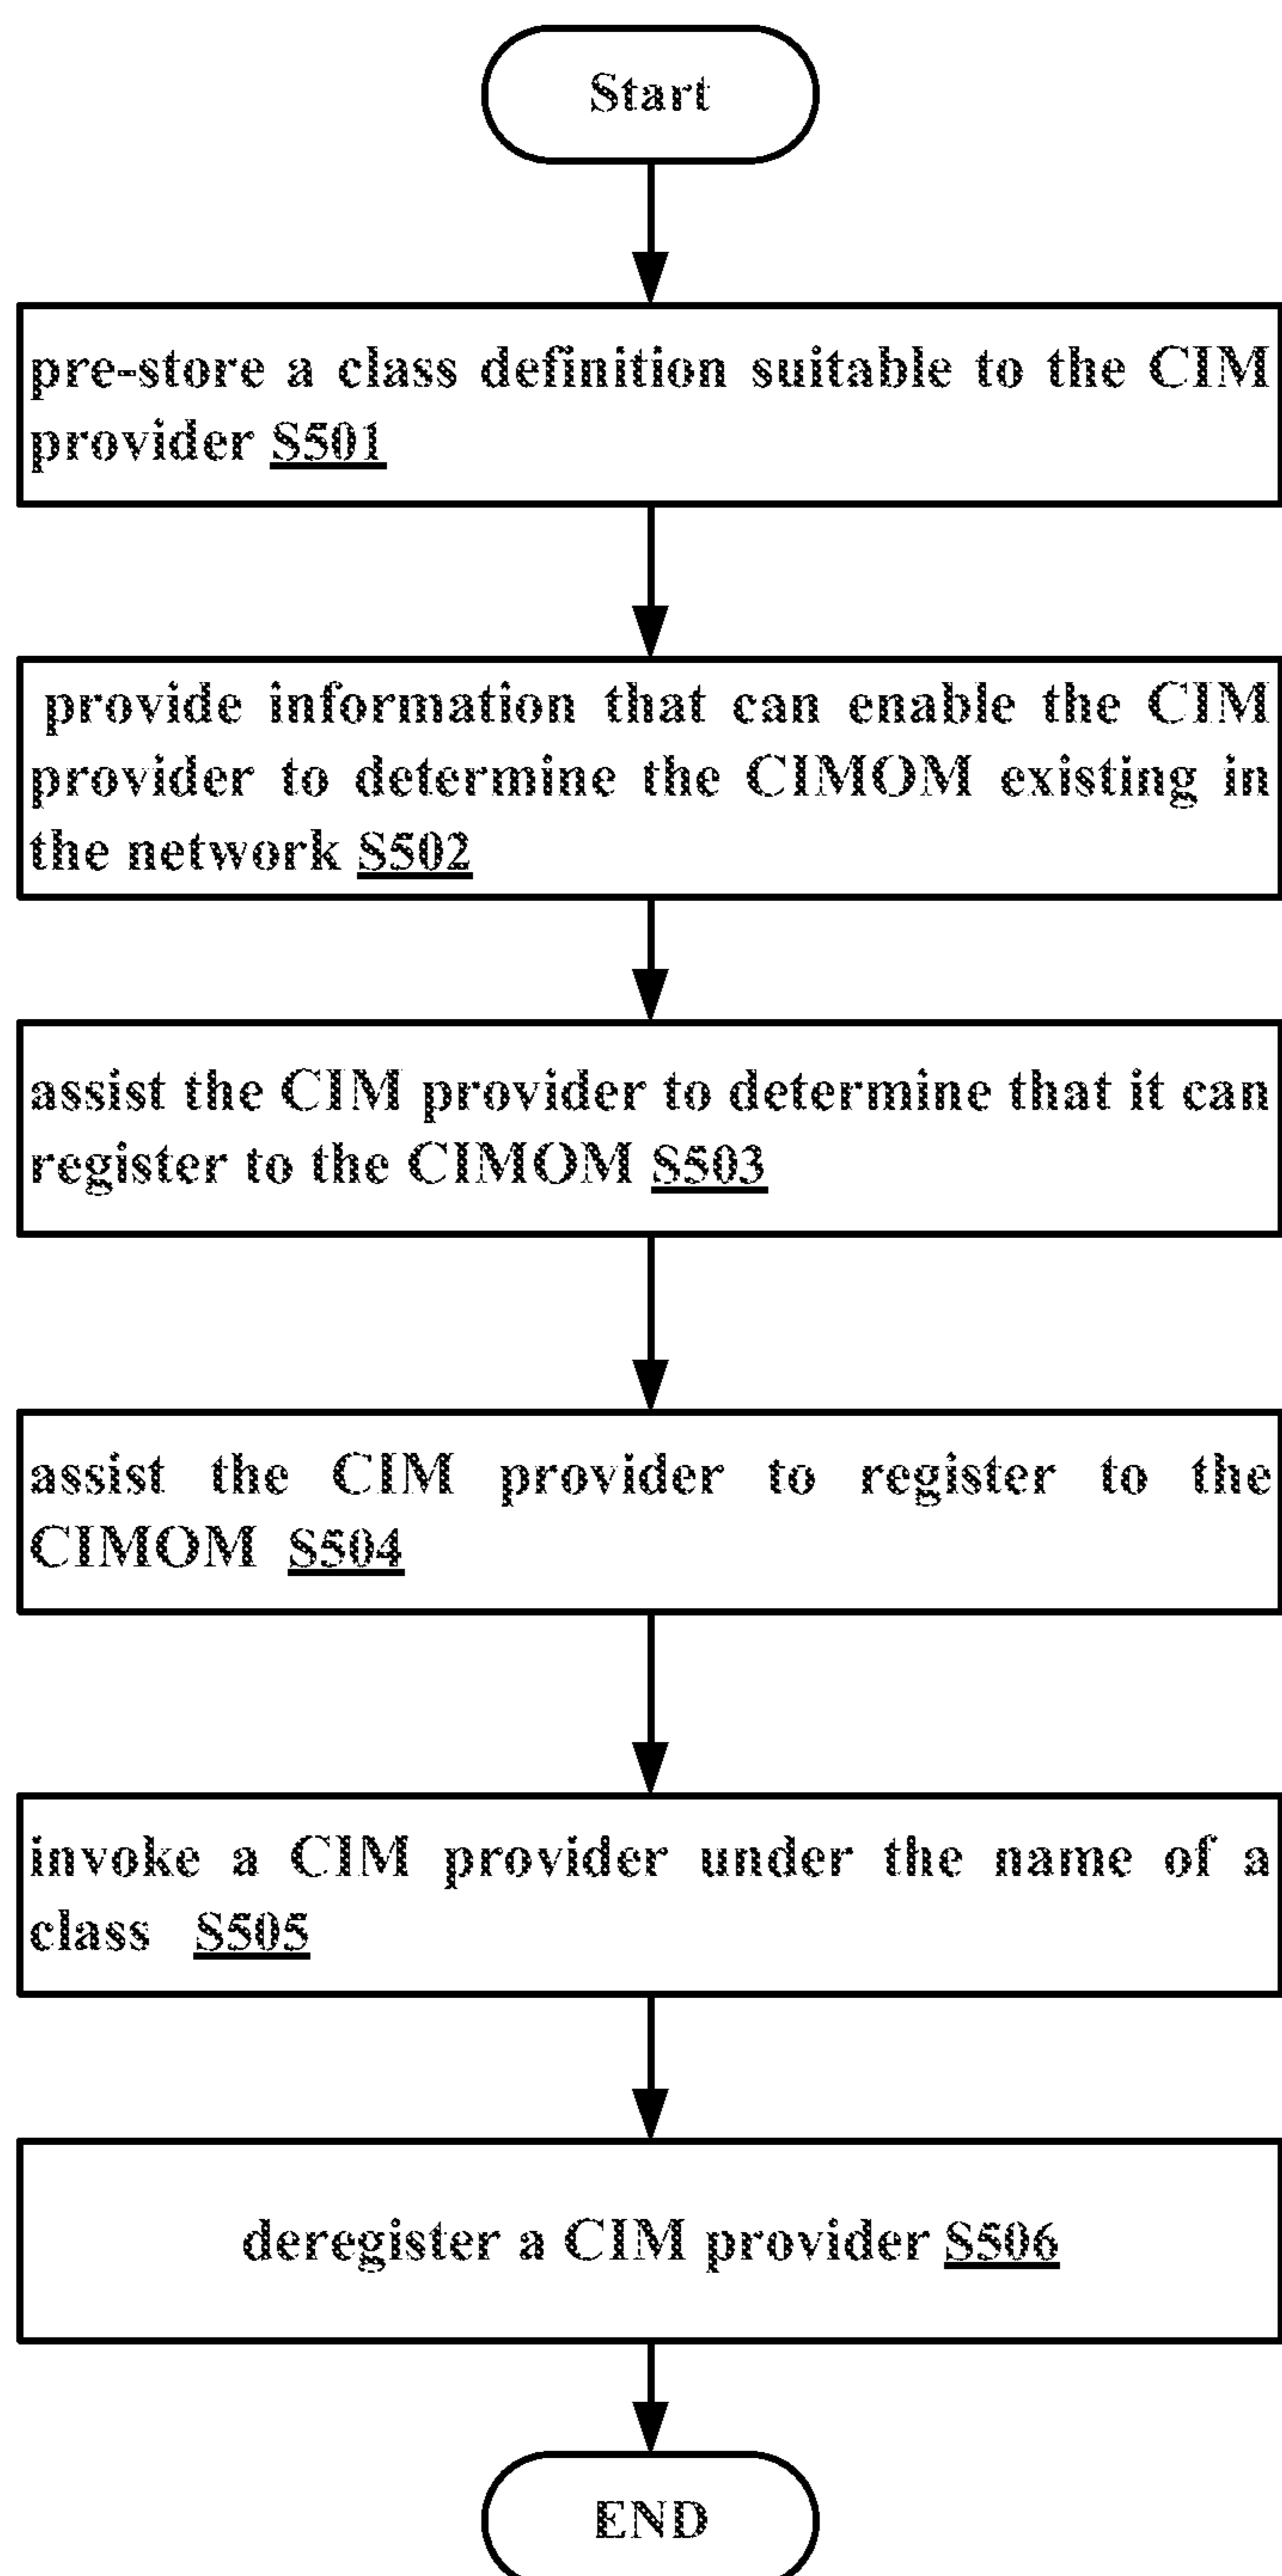 Start
pre-store a class definition suitable to the CIM
provider S501
provide information that can enable the CIM
provider to determine the CIMOM existing in
the network S502
assist the CIM provider to determine that it can
register to the CIMOM S503
assist the CIM provider to register to the
CIMOM S504
invoke a CIM provider under the name of a
class S505
deregister a CIM provider S506
END